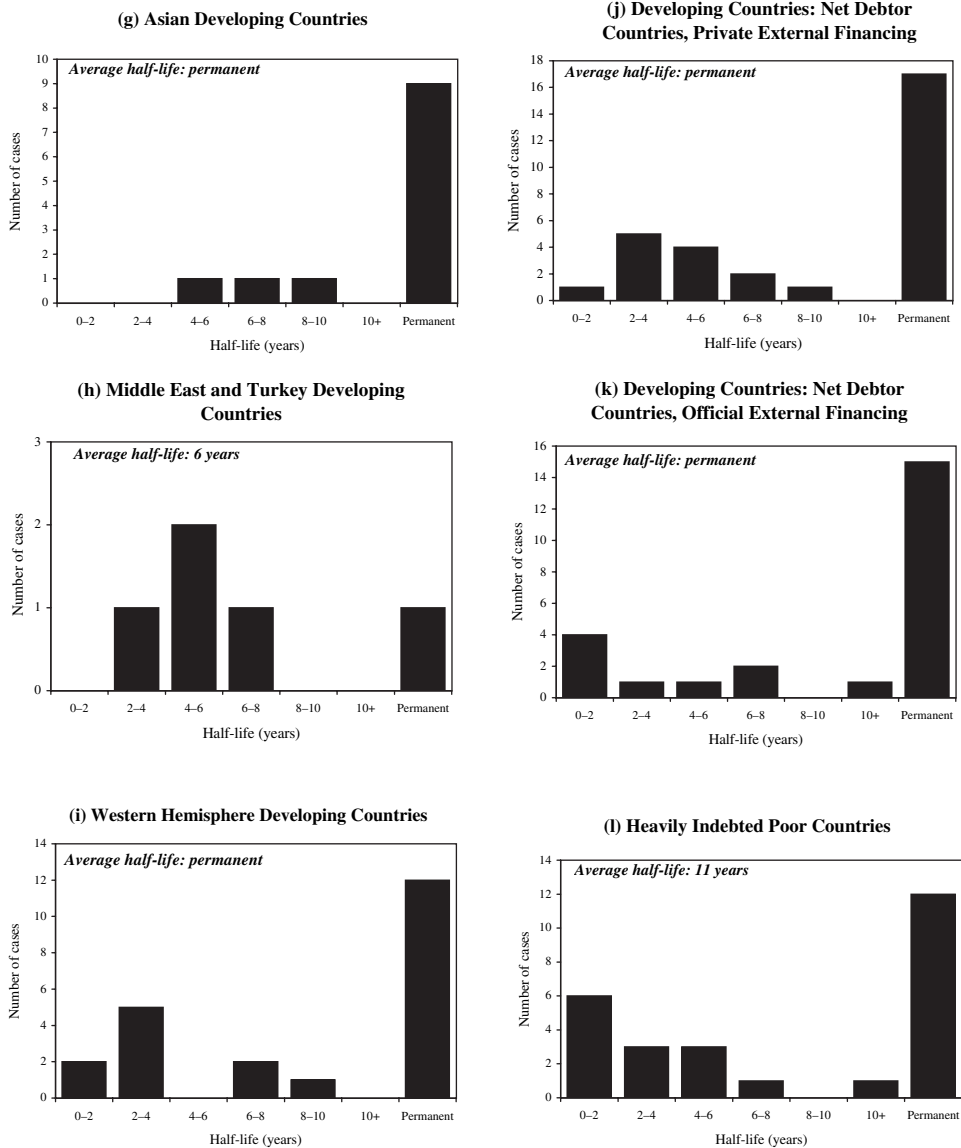 (g) Asian Developing Countries
Average half-life: permanent
Number of cases
10
9
8
7
6
5
4
3
2
1
0
0–2 2–4 4–6 6–8 8–10 10+ Permanent
Half-life (years)
(h) Middle East and Turkey Developing
Countries
Average half-life: 6 years
Number of cases
3
2
1
0
0–2 2–4 4–6 6–8 8–10 10+ Permanent
Half-life (years)
(i) Western Hemisphere Developing Countries
Average half-life: permanent
Number of cases
14
12
10
8
6
4
2
0
0–2 2–4 4–6 6–8 8–10 10+ Permanent
Half-life (years)
(j) Developing Countries: Net Debtor
Countries, Private External Financing
Average half-life: permanent
Number of cases
18
16
14
12
10
8
6
4
2
0
0–2 2–4 4–6 6–8 8–10 10+ Permanent
Half-life (years)
(k) Developing Countries: Net Debtor
Countries, Official External Financing
Average half-life: permanent
Number of cases
16
14
12
10
8
6
4
2
0
0–2 2–4 4–6 6–8 8–10 10+ Permanent
Half-life (years)
(l) Heavily Indebted Poor Countries
Average half-life: 11 years
Number of cases
14
12
10
8
6
4
2
0
0–2 2–4 4–6 6–8 8–10 10+ Permanent
Half-life (years)